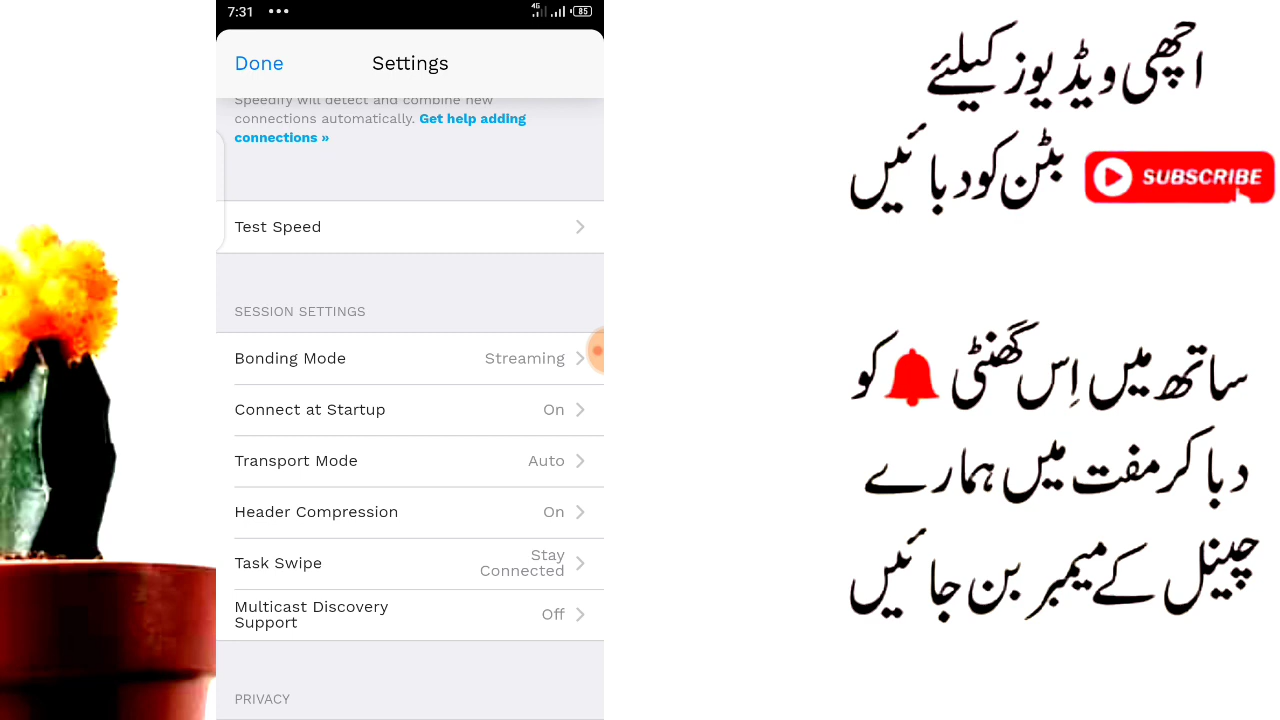 7:31
4G
85
Done
Settings
Speedify will detect and combine new
connections automatically. Get help adding
connections »
Test Speed
SESSION SETTINGS
Bonding Mode Streaming
Connect at Startup On
Transport Mode Auto
Header Compression On
Task Swipe Stay
Connected
Multicast Discovery
Support Off
PRIVACY
اچھی ویڈیوز کیلئے
بٹن کو دبائیں
SUBSCRIBE
ساتھ میں اِس گھنٹی کو
دبا کر مفت میں ہمارے
چینل کے میمبر بن جائیں